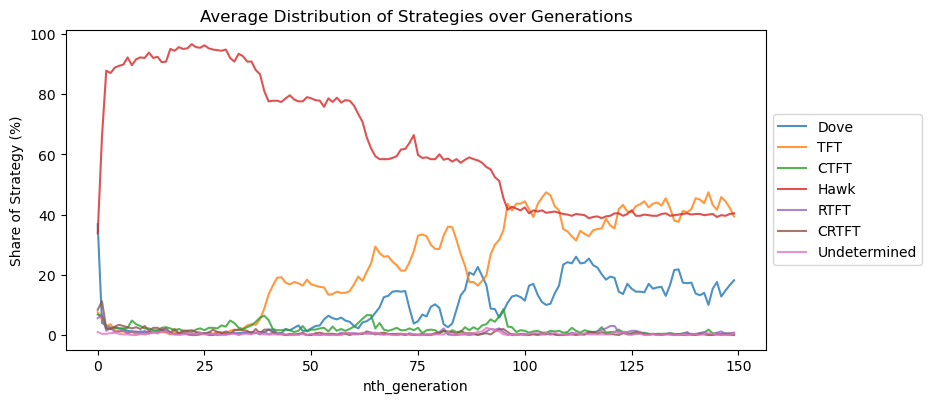 Average Distribution of Strategies over Generations
Share of Strategy (%)
100
80
60
40
20
0
0
25
50
75
100
125
150
nth_generation
Dove
TFT
CTFT
Hawk
RTFT
CRTFT
Undetermined